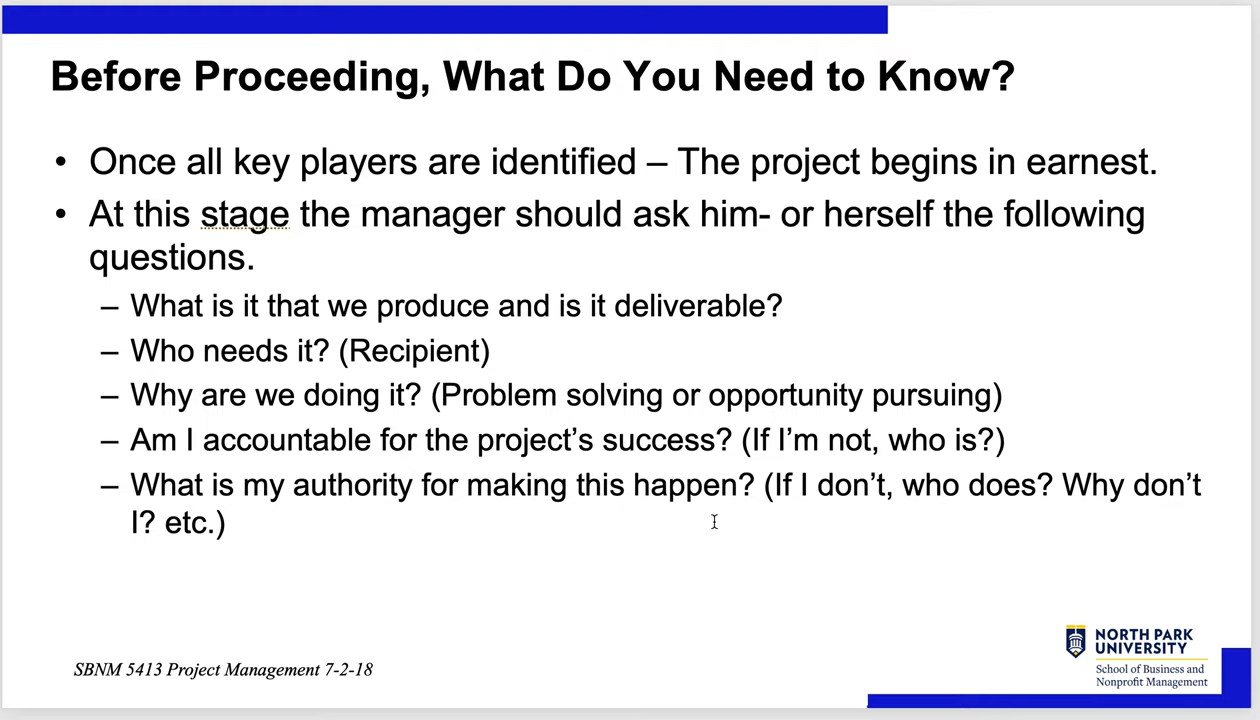 Before Proceeding, What Do You Need to Know?
• Once all key players are identified – The project begins in earnest.
• At this stage the manager should ask him- or herself the following
questions.
– What is it that we produce and is it deliverable?
– Who needs it? (Recipient)
– Why are we doing it? (Problem solving or opportunity pursuing)
– Am I accountable for the project's success? (If I'm not, who is?)
– What is my authority for making this happen? (If I don't, who does? Why don't
I? etc.)
SBNM 5413 Project Management 7-2-18
NORTH PARK
UNIVERSITY
School of Business and
Nonprofit Management